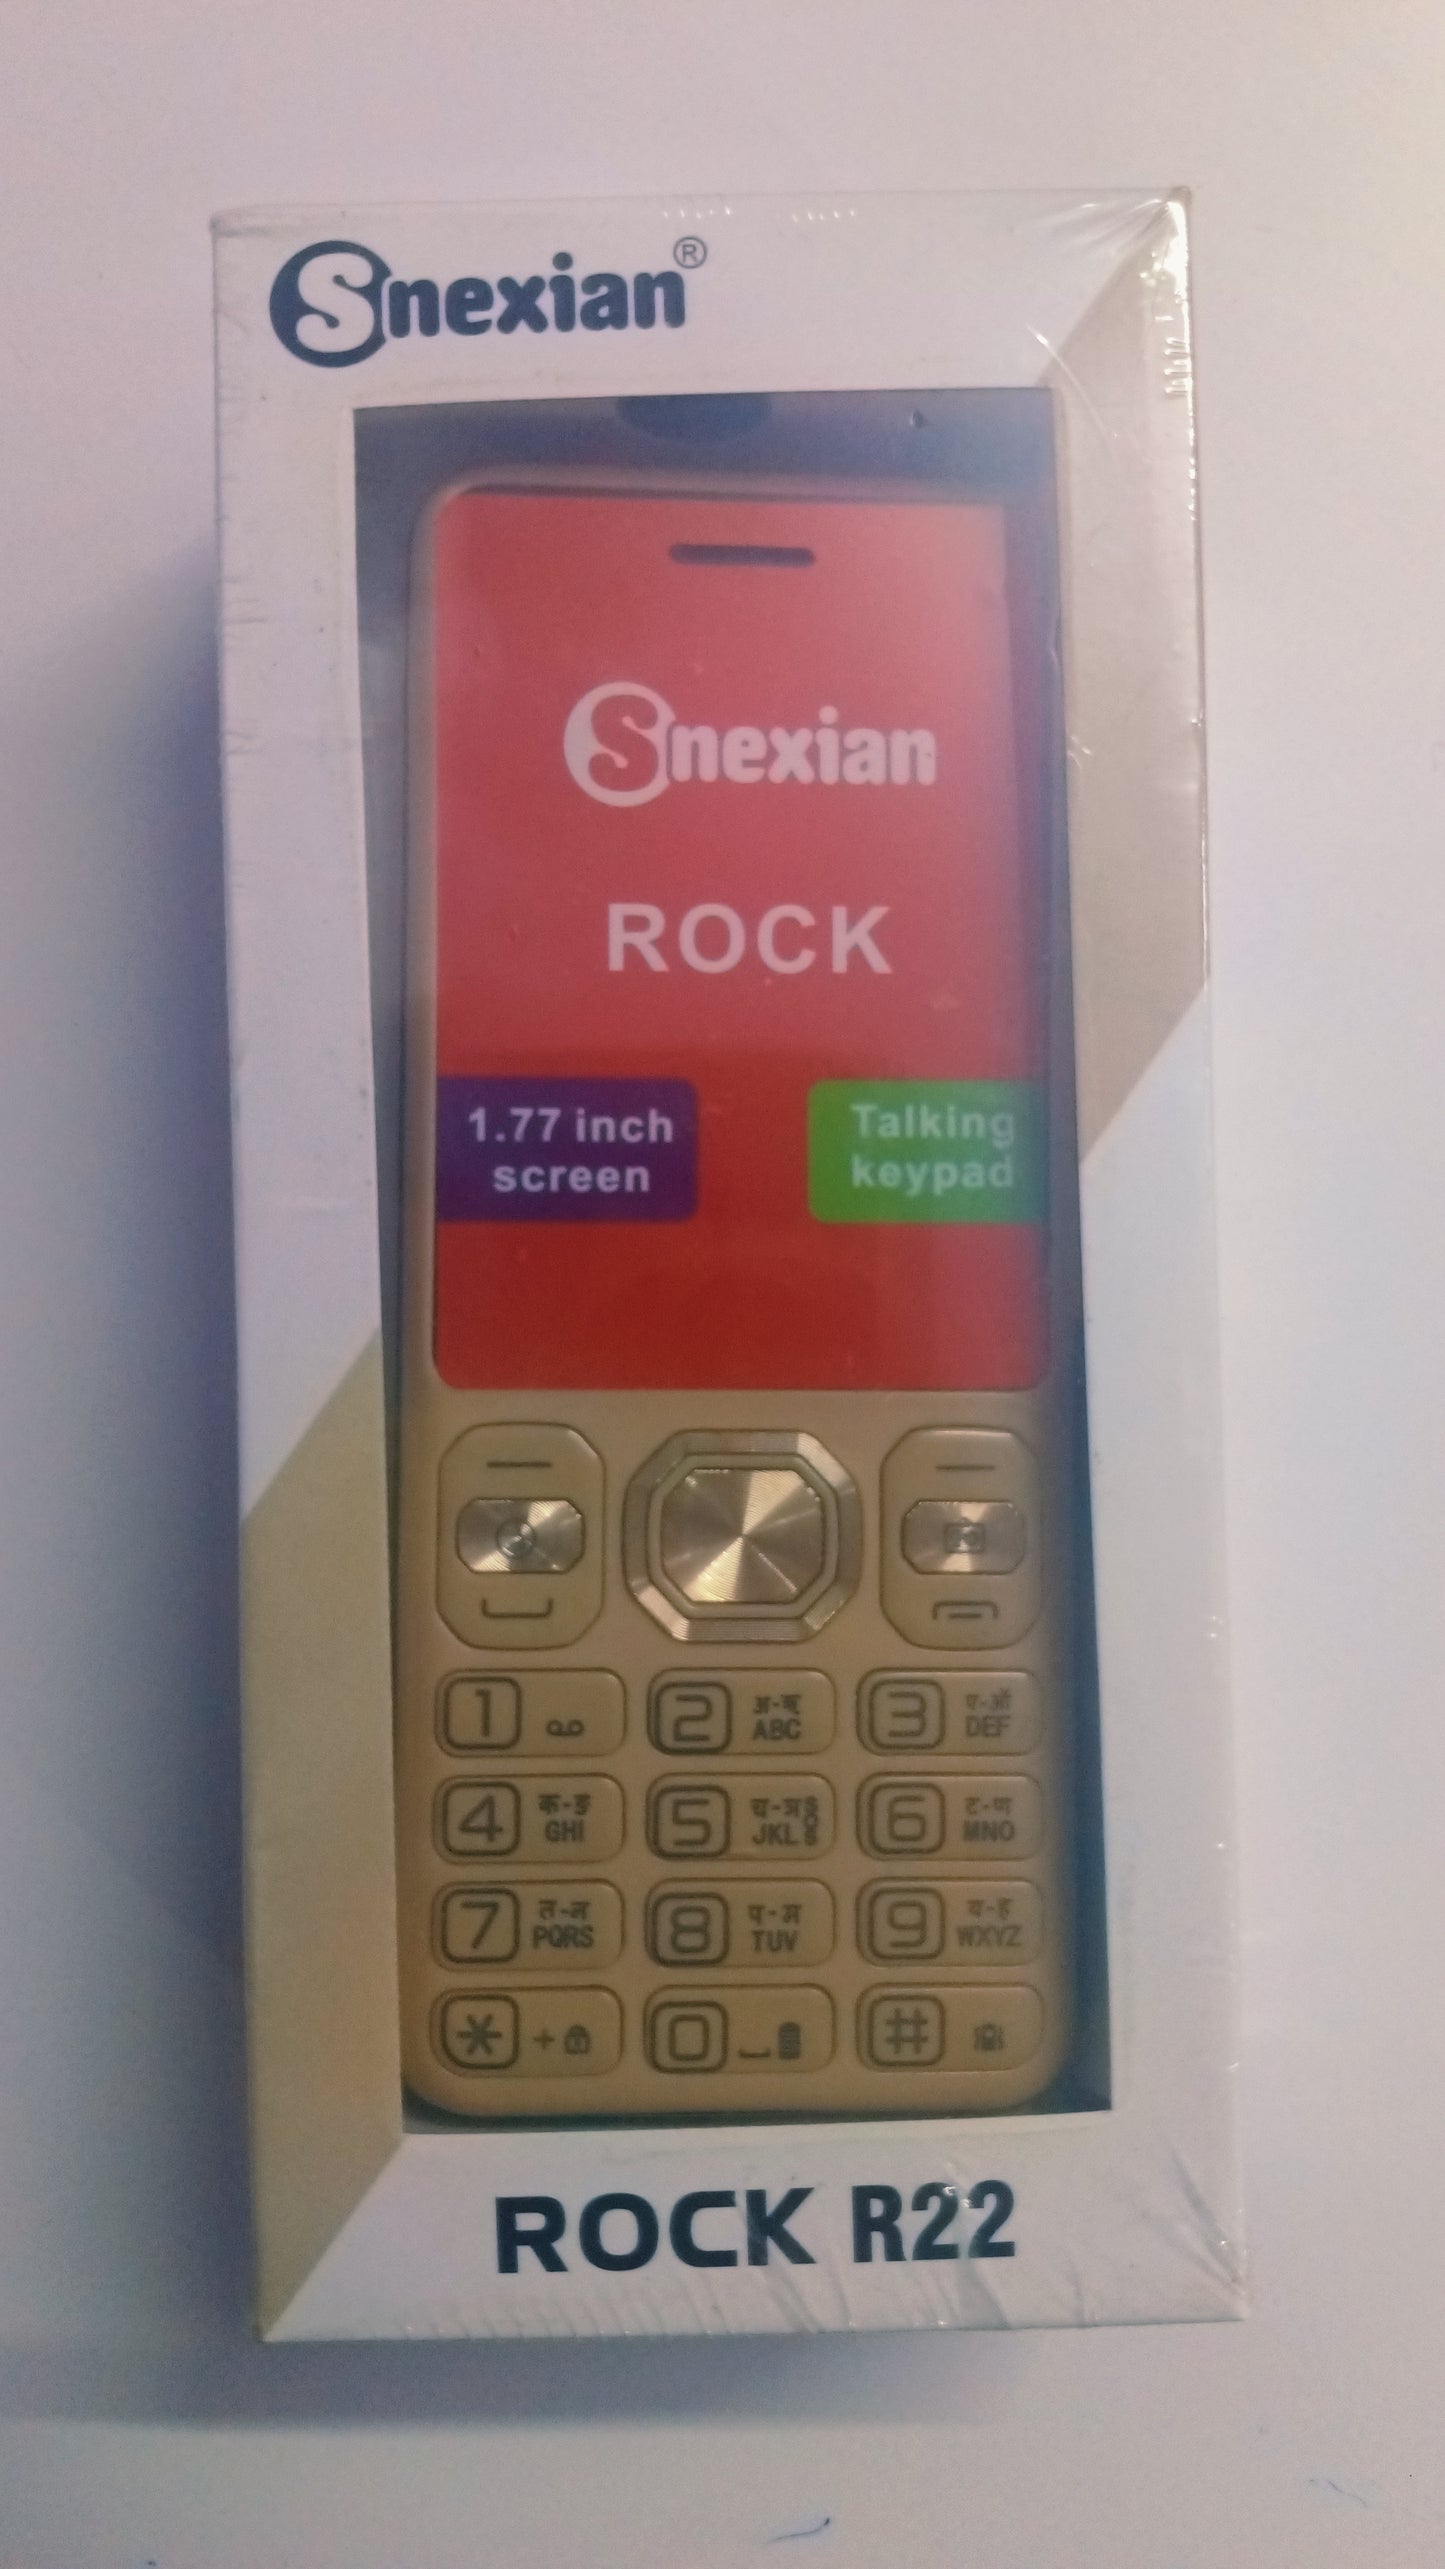 Snexian®
Snexian
ROCK
1.77 inch
screen
Talking
keypad
1
2 अ-ऋ
ABC
3 ए-औ
DEF
4 क-ङ
GHI
5 च-ञ
JKL SOS
6 ट-ण
MNO
7 त-न
PQRS
8 प-म
TUV
9 य-ह
WXYZ
* +
0
#
ROCK R22